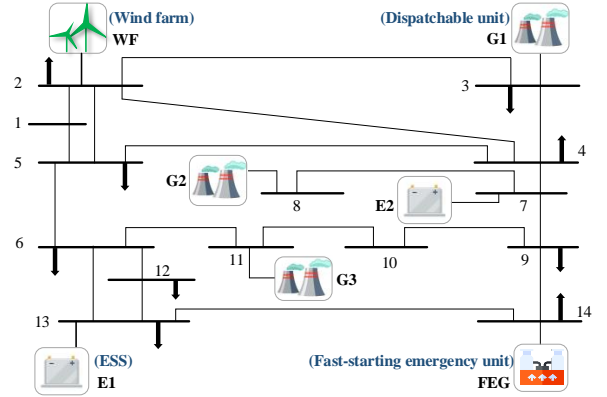 (Wind farm)
WF
(Dispatchable unit)
G1
2
3
1
4
5
G2
8
E2
7
6
11
10
9
12
G3
13
14
(ESS)
E1
(Fast-starting emergency unit)
FEG